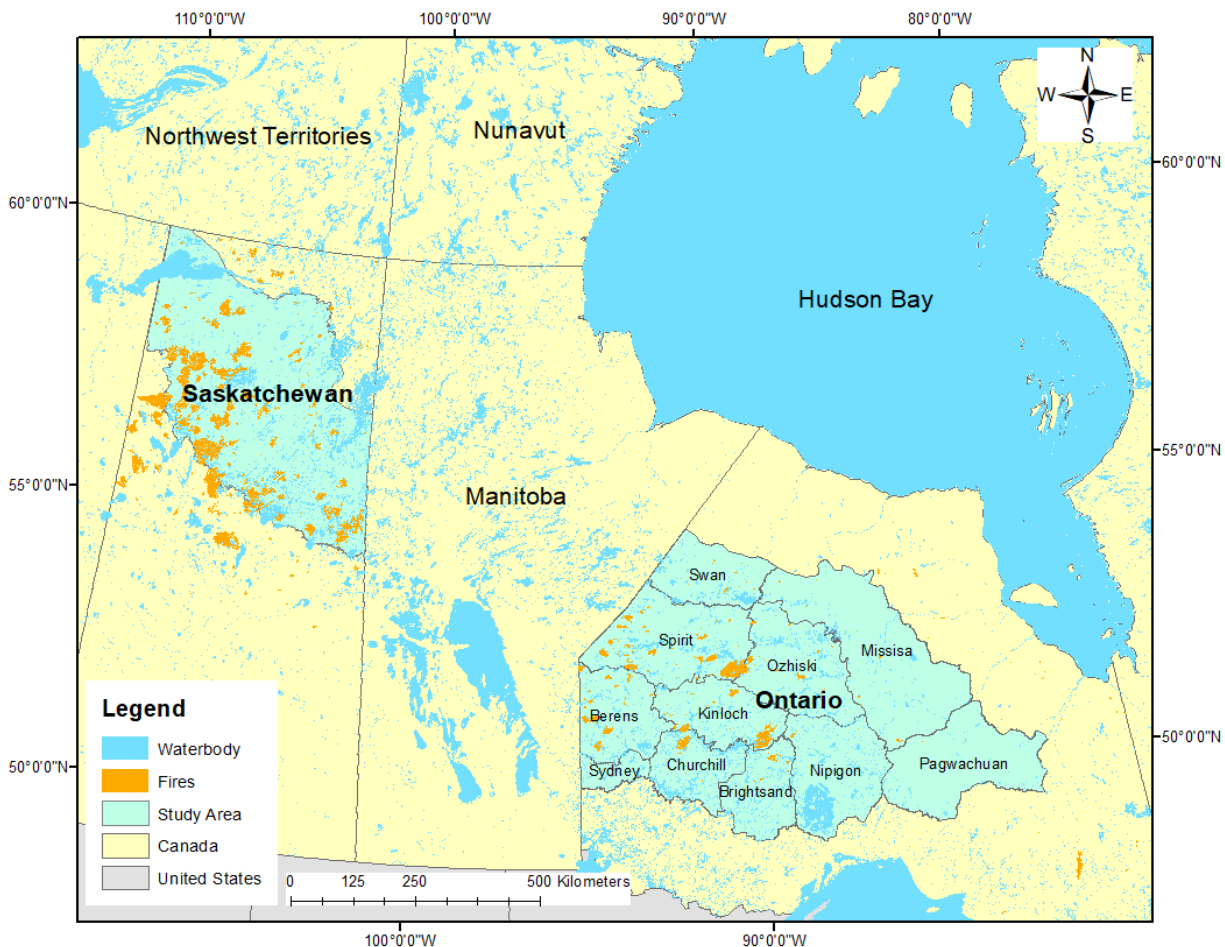 110°0'0"W 100°0'0"W 90°0'0"W 80°0'0"W
N
W E
S
Northwest Territories
Nunavut
60°0'0"N
60°0'0"N
Hudson Bay
Saskatchewan
55°0'0"N
55°0'0"N
Manitoba
Swan
Spirit
Ozhiski
Missisa
Ontario
Berens
Kinloch
50°0'0"N
50°0'0"N
Sydney
Churchill
Brightsand
Nipigon
Pagwachuan
Legend
Waterbody
Fires
Study Area
Canada
United States
0 125 250 500 Kilometers
100°0'0"W 90°0'0"W